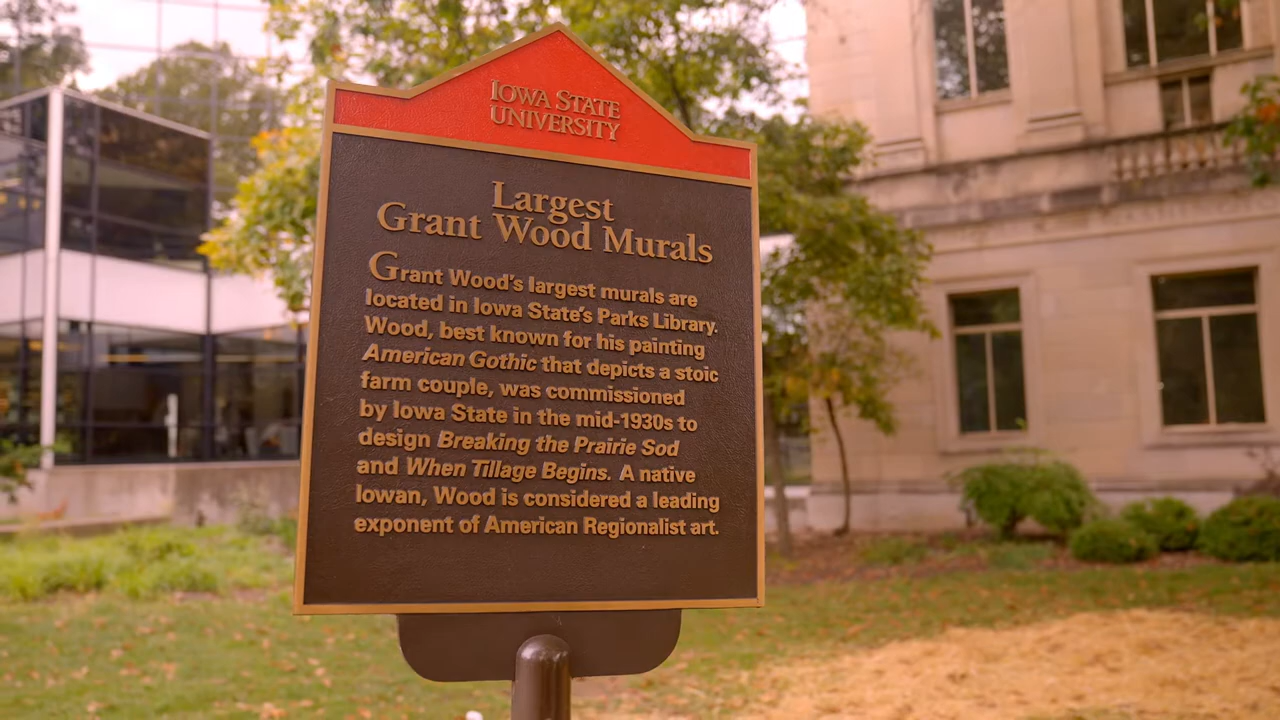 IOWA STATE
UNIVERSITY
Largest
Grant Wood Murals
Grant Wood's largest murals are
located in Iowa State's Parks Library.
Wood, best known for his painting
American Gothic that depicts a stoic
farm couple, was commissioned
by Iowa State in the mid-1930s to
design Breaking the Prairie Sod
and When Tillage Begins. A native
Iowan, Wood is considered a leading
exponent of American Regionalist art.